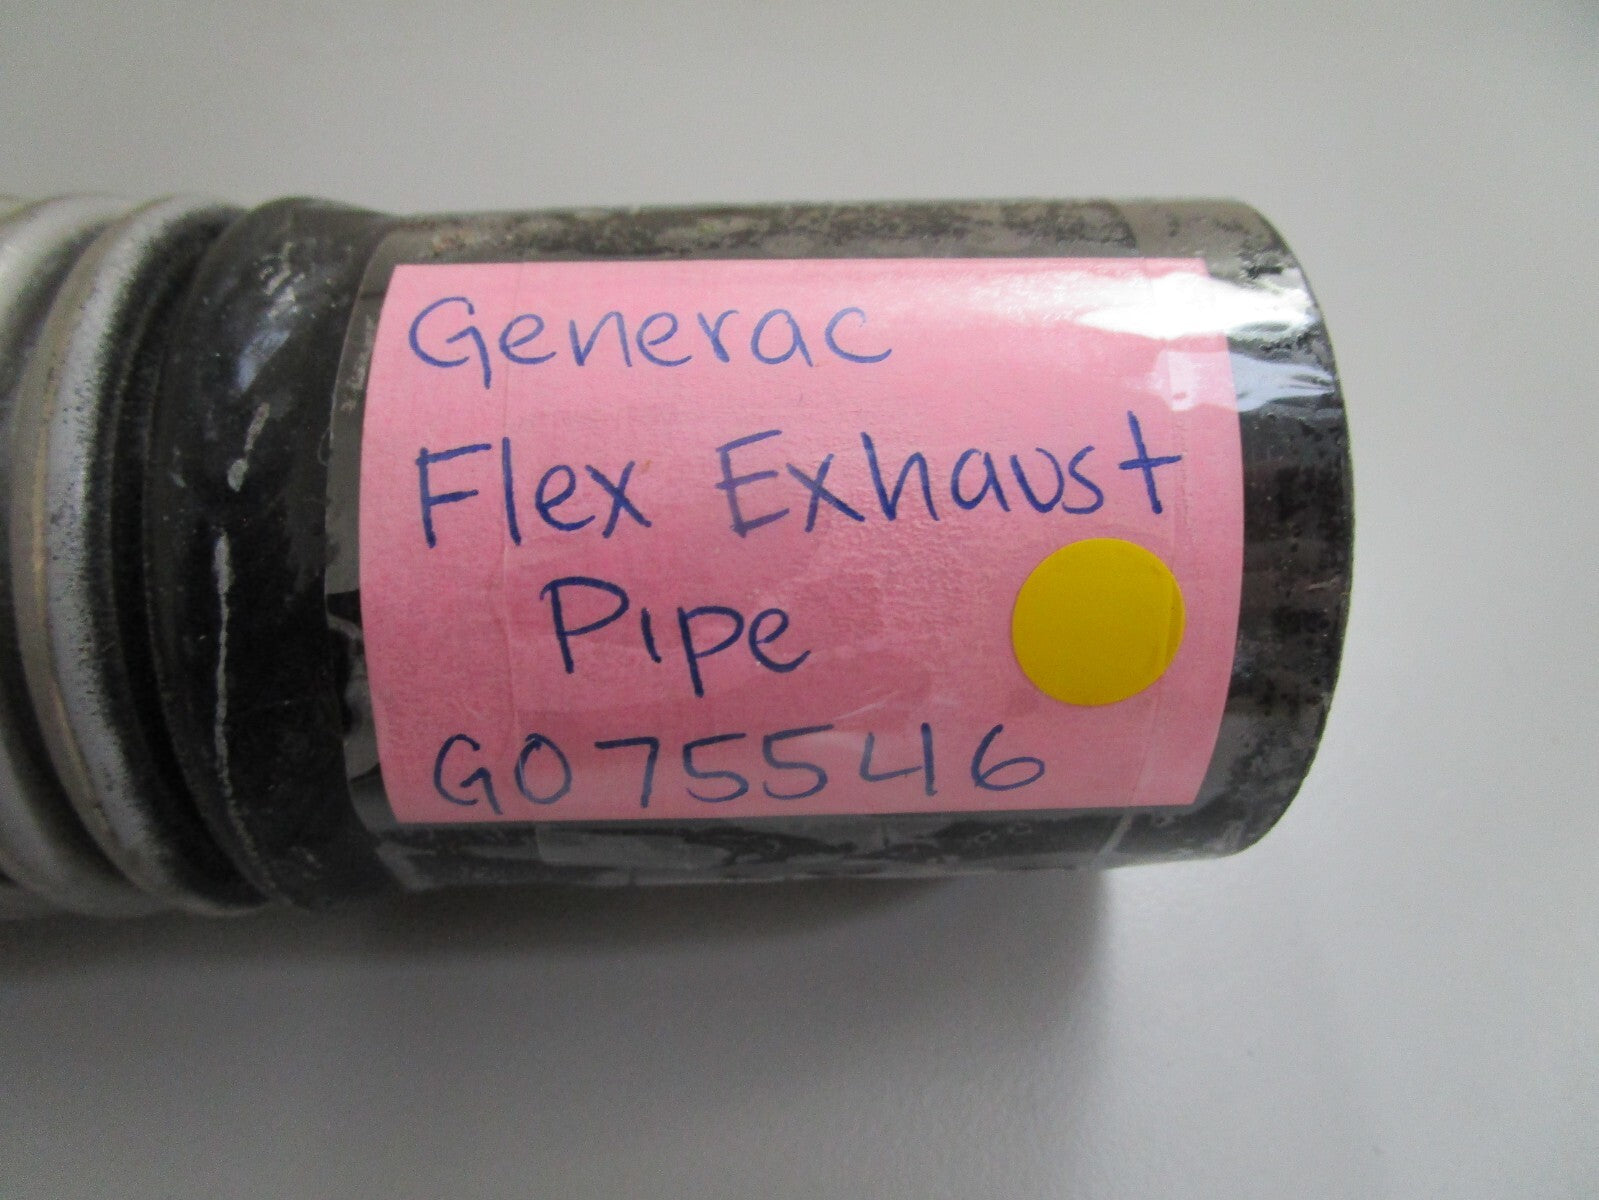 Generac
Flex Exhaust
Pipe
G075546